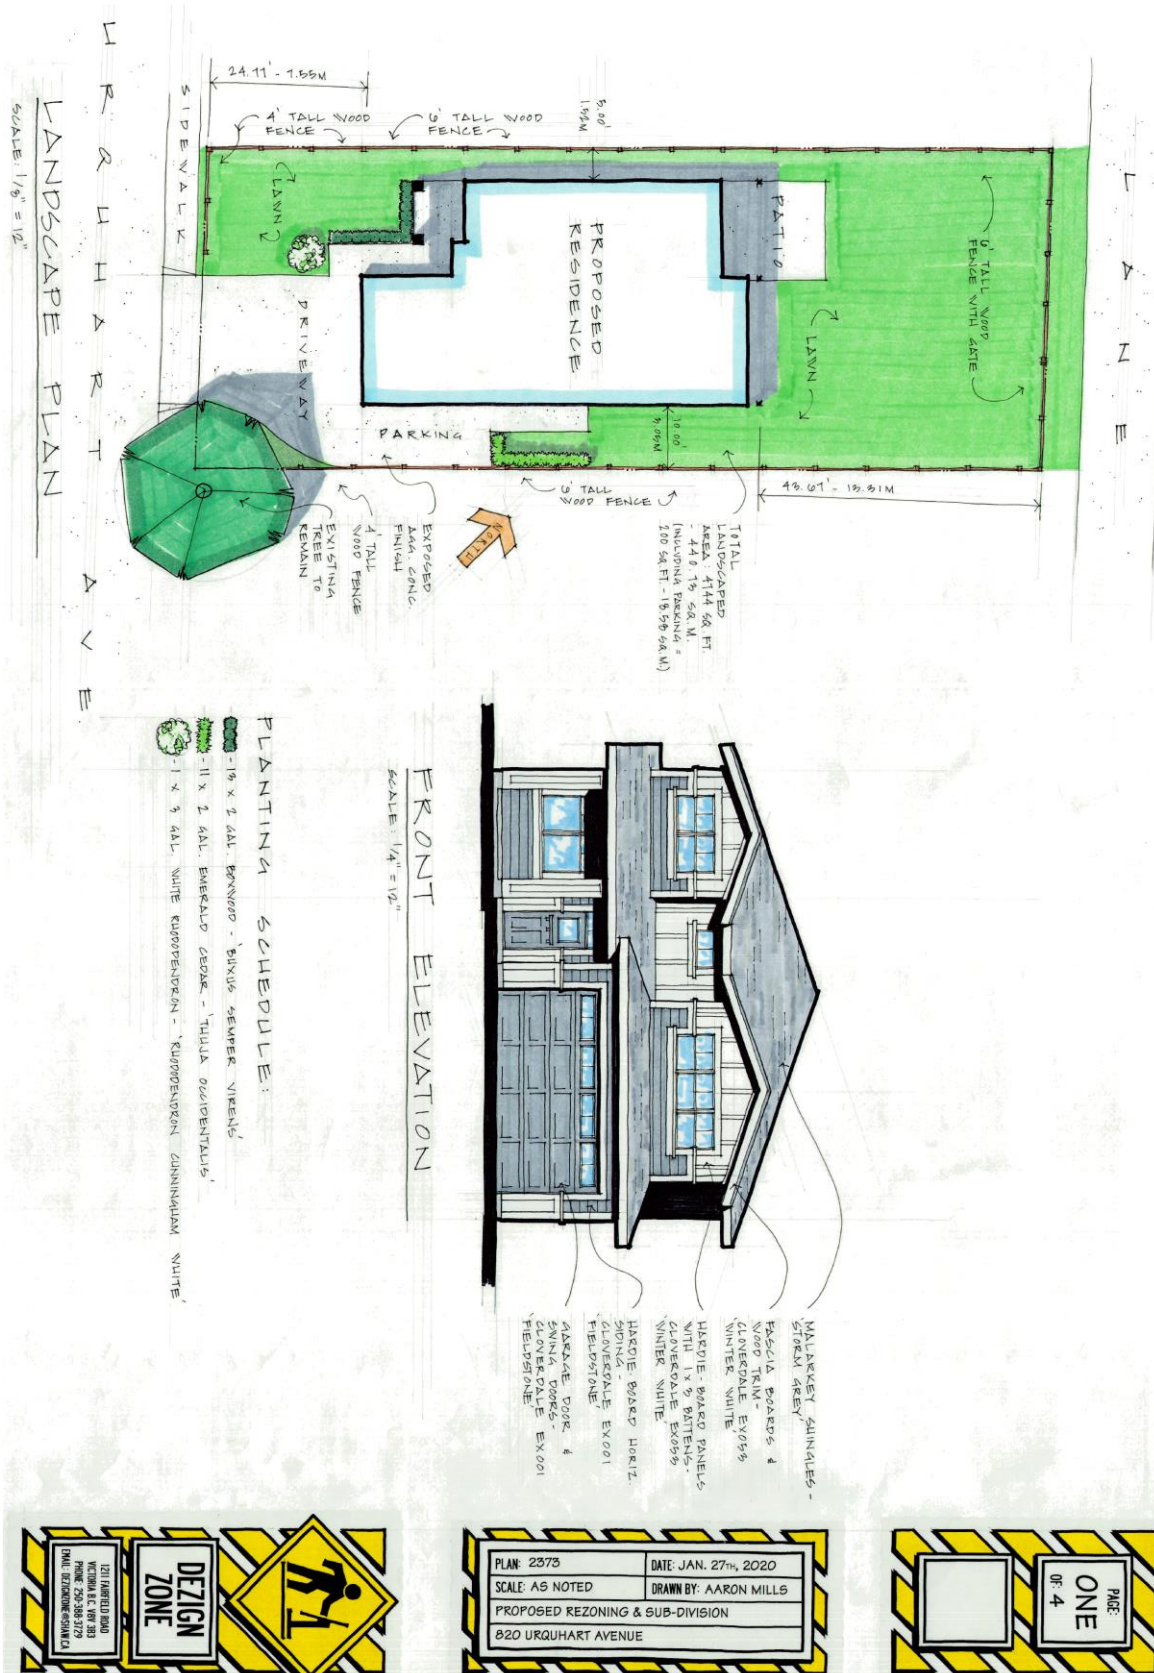 LANE
6' TALL WOOD
FENCE WITH GATE
PATIO
LAWN
PROPOSED
RESIDENCE
5.00'
1.52M
10.00'
3.05M
6' TALL WOOD
FENCE
4' TALL WOOD
FENCE
24.77' - 7.55M
43.67' - 13.31M
LAWN
DRIVEWAY
PARKING
6' TALL
WOOD FENCE
SIDEWALK
NORTH
TOTAL
LANDSCAPED
AREA: 4744 SQ.FT.
- 440.73 SQ.M.
(INCLUDING PARKING =
200 SQ.FT. - 18.58 SQ.M.)
EXPOSED
AGG. CONC.
FINISH
4' TALL
WOOD FENCE
EXISTING
TREE TO
REMAIN
URQUHART AVE.
LANDSCAPE PLAN
SCALE: 1/8" = 12"
FRONT ELEVATION
SCALE: 1/4" = 12"
MALARKEY SHINGLES -
'STORM GREY'
FASCIA BOARDS &
WOOD TRIM -
CLOVERDALE EX053
'WINTER WHITE'
HARDIE-BOARD PANELS
WITH 1x3 BATTENS -
CLOVERDALE EX053
'WINTER WHITE'
HARDIE BOARD HORIZ.
SIDING -
CLOVERDALE EX001
'FIELDSTONE'
GARAGE DOOR &
SWING DOORS -
CLOVERDALE EX001
'FIELDSTONE'
PLANTING SCHEDULE:
- 13 x 2 GAL. BOXWOOD - 'BUXUS SEMPER VIRENS'
- 11 x 2 GAL. EMERALD CEDAR - 'THUJA OCCIDENTALIS'
- 1 x 3 GAL. WHITE RHODODENDRON - 'RHODODENDRON CUNNINGHAM WHITE'
PAGE:
ONE
OF: 4
PLAN: 2373
DATE: JAN. 27TH, 2020
SCALE: AS NOTED
DRAWN BY: AARON MILLS
PROPOSED REZONING & SUB-DIVISION
820 URQUHART AVENUE
DEZIGN
ZONE
1211 FAIRFIELD ROAD
VICTORIA B.C. V8V 3B3
PHONE: 250-388-3729
EMAIL: DEZIGNZONE@SHAW.CA